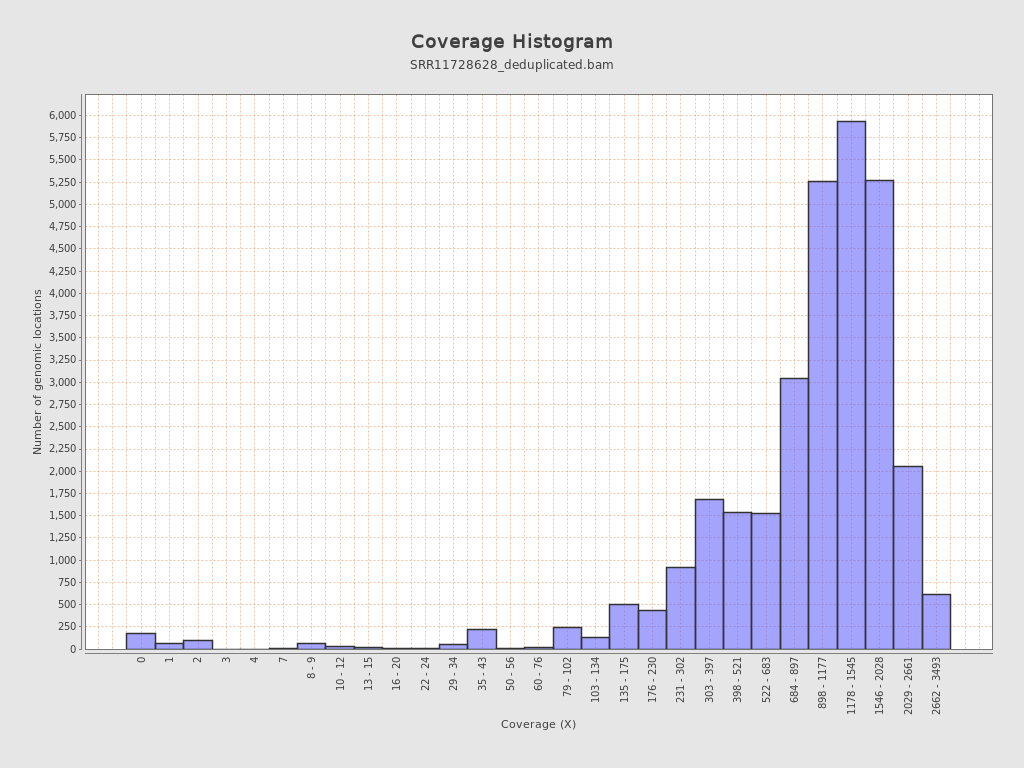 Coverage Histogram
SRR11728628_deduplicated.bam
Number of genomic locations
6,000
5,750
5,500
5,250
5,000
4,750
4,500
4,250
4,000
3,750
3,500
3,250
3,000
2,750
2,500
2,250
2,000
1,750
1,500
1,250
1,000
750
500
250
0
0
1
2
3
4
7
8 - 9
10 - 12
13 - 15
16 - 20
22 - 24
29 - 34
35 - 43
50 - 56
60 - 76
79 - 102
103 - 134
135 - 175
176 - 230
231 - 302
303 - 397
398 - 521
522 - 683
684 - 897
898 - 1177
1178 - 1545
1546 - 2028
2029 - 2661
2662 - 3493
Coverage (X)